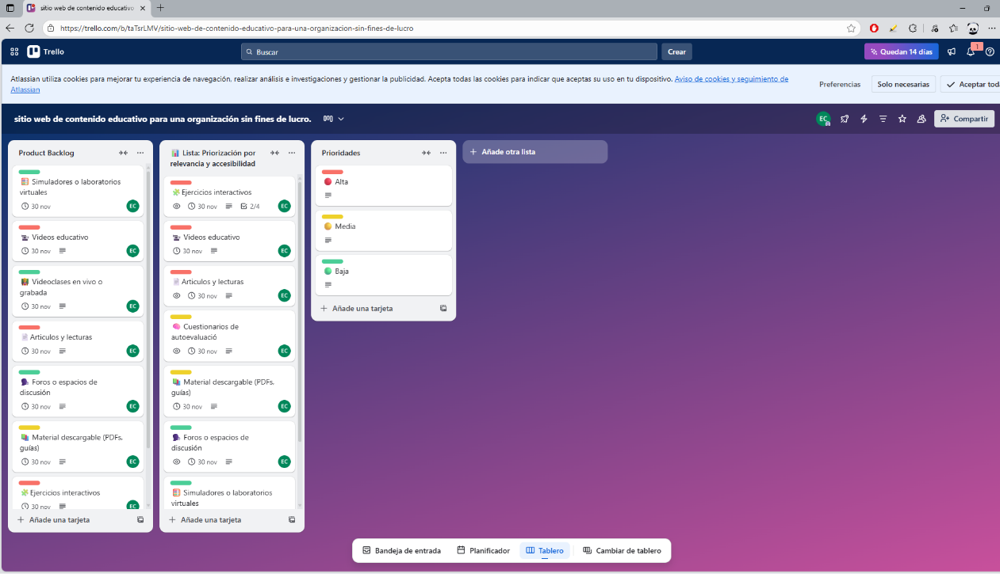 sitio web de contenido educativo
https://trello.com/b/taTsrLMV/sitio-web-de-contenido-educativo-para-una-organizacion-sin-fines-de-lucro
Trello
Buscar
Crear
Quedan 14 días
1
Atlassian utiliza cookies para mejorar tu experiencia de navegación, realizar análisis e investigaciones y gestionar la publicidad. Acepta todas las cookies para indicar que aceptas su uso en tu dispositivo. Aviso de cookies y seguimiento de
Atlassian
Preferencias
Solo necesarias
Aceptar toda
sitio web de contenido educativo para una organización sin fines de lucro.
EC
Compartir
Product Backlog
Simuladores o laboratorios
virtuales
30 nov
EC
Videos educativo
30 nov
EC
Videoclases en vivo o
grabada
30 nov
EC
Articulos y lecturas
30 nov
EC
Foros o espacios de
discusión
30 nov
EC
Material descargable (PDFs,
guías)
30 nov
EC
Ejercicios interactivos
30 nov
EC
Añade una tarjeta
Lista: Priorización por
relevancia y accesibilidad
Ejercicios interactivos
30 nov
2/4
EC
Videos educativo
30 nov
EC
Articulos y lecturas
30 nov
EC
Cuestionarios de
autoevaluació
30 nov
EC
Material descargable (PDFs,
guías)
30 nov
EC
Foros o espacios de
discusión
30 nov
EC
Simuladores o laboratorios
virtuales
Añade una tarjeta
Prioridades
Alta
Media
Baja
Añade una tarjeta
Añade otra lista
Bandeja de entrada
Planificador
Tablero
Cambiar de tablero